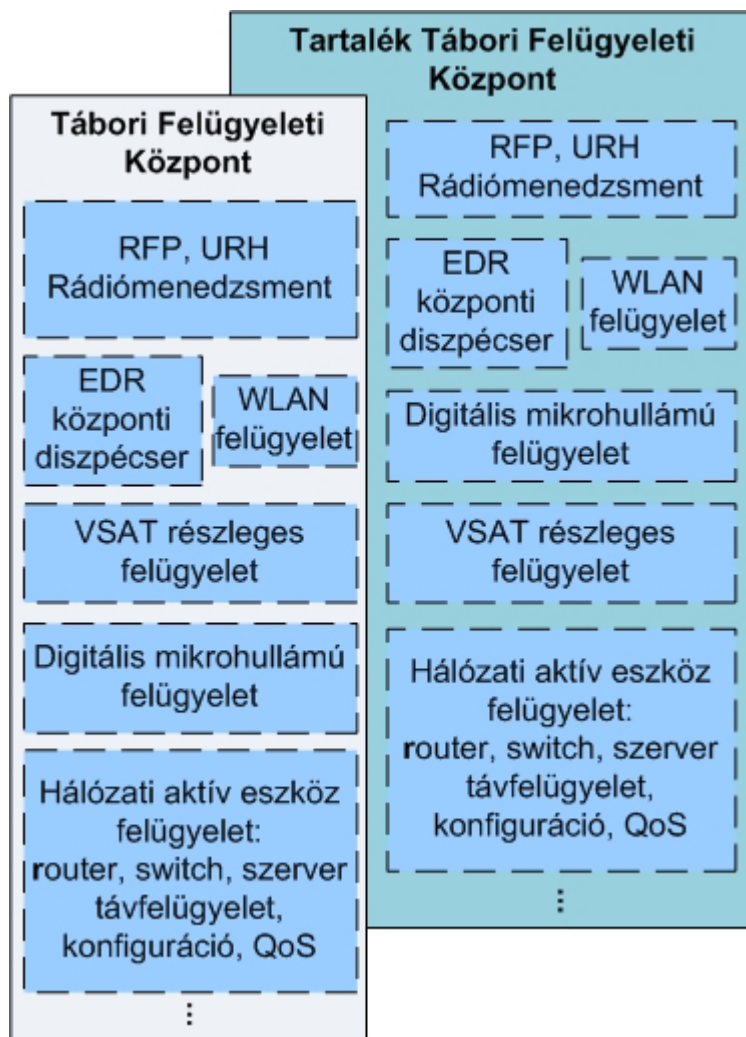 Tartalék Tábori Felügyeleti
Központ
RFP, URH
Rádiómenedzsment
EDR
központi
diszpécser
WLAN
felügyelet
Digitális mikrohullámú
felügyelet
VSAT részleges
felügyelet
Hálózati aktív eszköz
felügyelet:
router, switch, szerver
távfelügyelet,
konfiguráció, QoS
...
Tábori Felügyeleti
Központ
RFP, URH
Rádiómenedzsment
EDR
központi
diszpécser
WLAN
felügyelet
VSAT részleges
felügyelet
Digitális mikrohullámú
felügyelet
Hálózati aktív eszköz
felügyelet:
router, switch, szerver
távfelügyelet,
konfiguráció, QoS
...